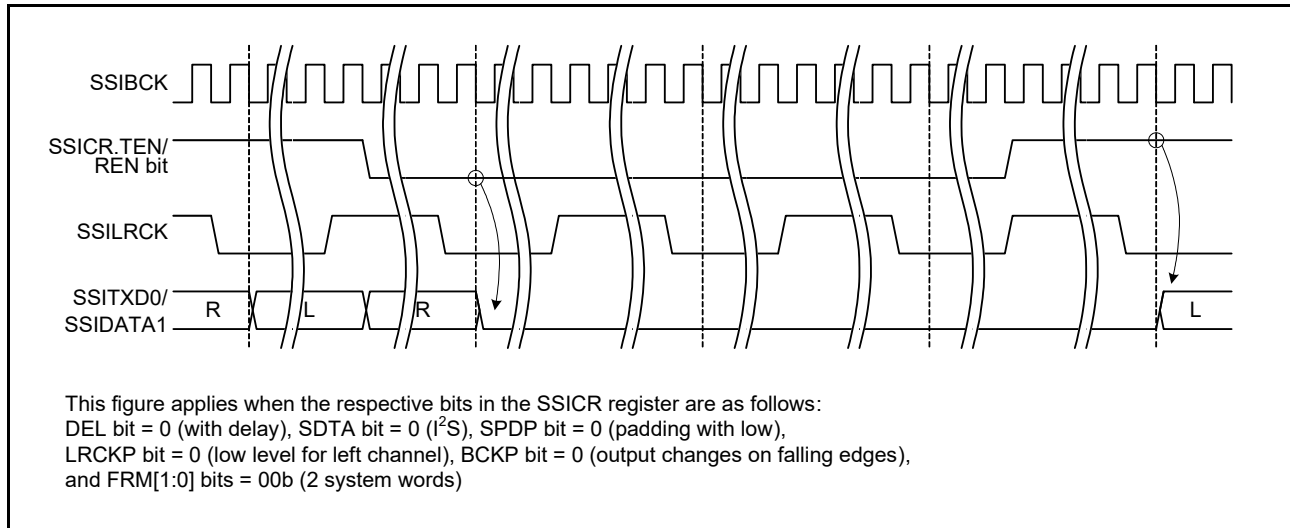 SSIBCK
SSICR.TEN/
REN bit
SSILRCK
SSITXD0/
SSIDATA1
R
L
R
L
This figure applies when the respective bits in the SSICR register are as follows:
DEL bit = 0 (with delay), SDTA bit = 0 (I²S), SPDP bit = 0 (padding with low),
LRCKP bit = 0 (low level for left channel), BCKP bit = 0 (output changes on falling edges),
and FRM[1:0] bits = 00b (2 system words)